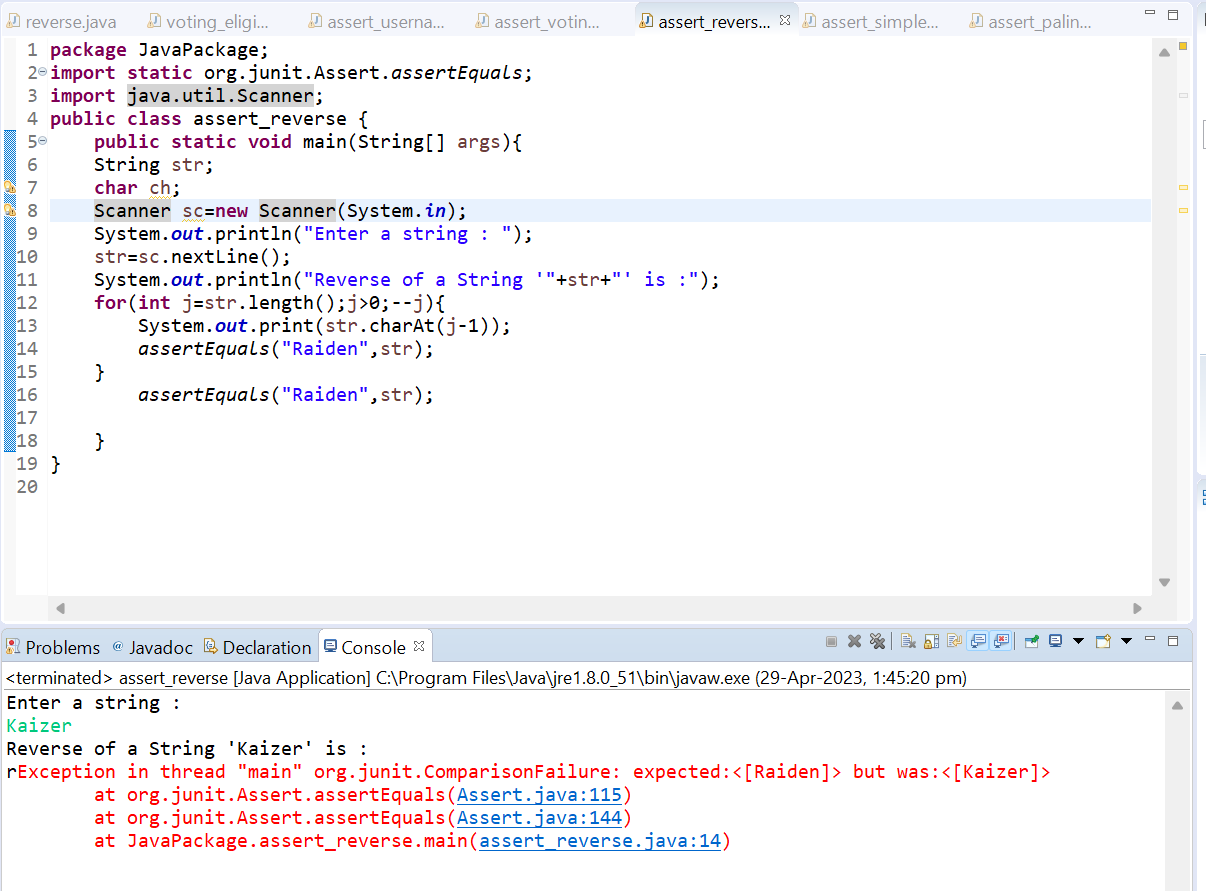 reverse.java voting_eligi... assert_userna... assert_votin... assert_revers... assert_simple... assert_palin...
1 package JavaPackage;
2 import static org.junit.Assert.assertEquals;
3 import java.util.Scanner;
4 public class assert_reverse {
5     public static void main(String[] args){
6     String str;
7     char ch;
8     Scanner sc=new Scanner(System.in);
9     System.out.println("Enter a string : ");
10     str=sc.nextLine();
11     System.out.println("Reverse of a String '"+str+"' is :");
12     for(int j=str.length();j>0;--j){
13         System.out.print(str.charAt(j-1));
14         assertEquals("Raiden",str);
15     }
16         assertEquals("Raiden",str);
17
18     }
19 }
20
Problems @ Javadoc Declaration Console
<terminated> assert_reverse [Java Application] C:\Program Files\Java\jre1.8.0_51\bin\javaw.exe (29-Apr-2023, 1:45:20 pm)
Enter a string :
Kaizer
Reverse of a String 'Kaizer' is :
rException in thread "main" org.junit.ComparisonFailure: expected:<[Raiden]> but was:<[Kaizer]>
        at org.junit.Assert.assertEquals(Assert.java:115)
        at org.junit.Assert.assertEquals(Assert.java:144)
        at JavaPackage.assert_reverse.main(assert_reverse.java:14)